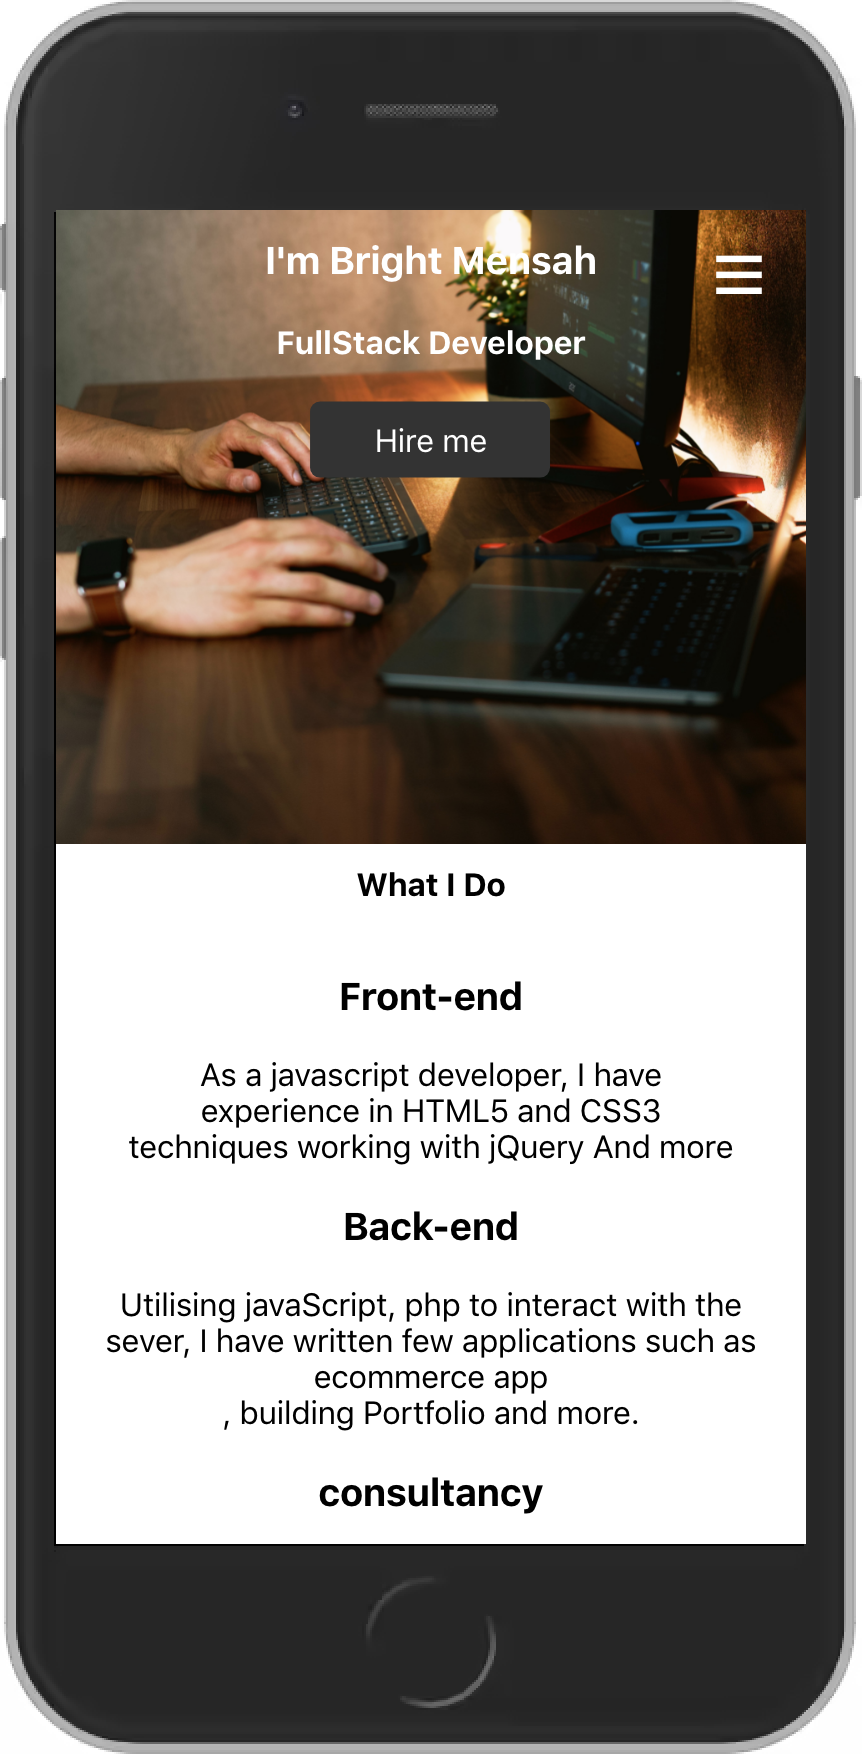 I'm Bright Mensah
FullStack Developer
Hire me
What I Do
Front-end
As a javascript developer, I have
experience in HTML5 and CSS3
techniques working with jQuery And more
Back-end
Utilising javaScript, php to interact with the
sever, I have written few applications such as
ecommerce app
, building Portfolio and more.
consultancy